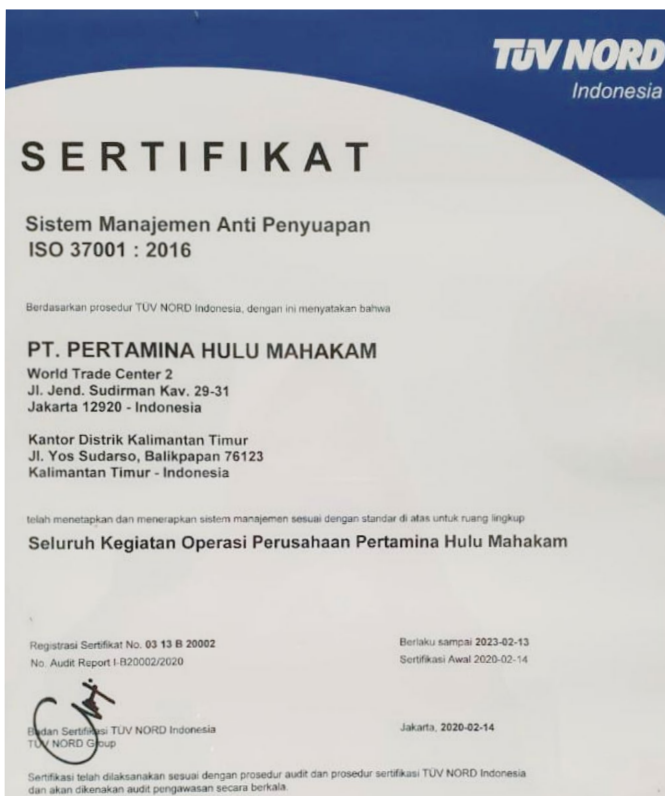 TÜV NORD
Indonesia
SERTIFIKAT
Sistem Manajemen Anti Penyuapan
ISO 37001 : 2016
Berdasarkan prosedur TÜV NORD Indonesia, dengan ini menyatakan bahwa
PT. PERTAMINA HULU MAHAKAM
World Trade Center 2
Jl. Jend. Sudirman Kav. 29-31
Jakarta 12920 - Indonesia
Kantor Distrik Kalimantan Timur
Jl. Yos Sudarso, Balikpapan 76123
Kalimantan Timur - Indonesia
telah menetapkan dan menerapkan sistem manajemen sesuai dengan standar di atas untuk ruang lingkup
Seluruh Kegiatan Operasi Perusahaan Pertamina Hulu Mahakam
Registrasi Sertifikat No. 03 13 B 20002
No. Audit Report I-B20002/2020
Berlaku sampai 2023-02-13
Sertifikasi Awal 2020-02-14
Badan Sertifikasi TÜV NORD Indonesia
TÜV NORD Group
Jakarta, 2020-02-14
Sertifikasi telah dilaksanakan sesuai dengan prosedur audit dan prosedur sertifikasi TÜV NORD Indonesia
dan akan dikenakan audit pengawasan secara berkala.